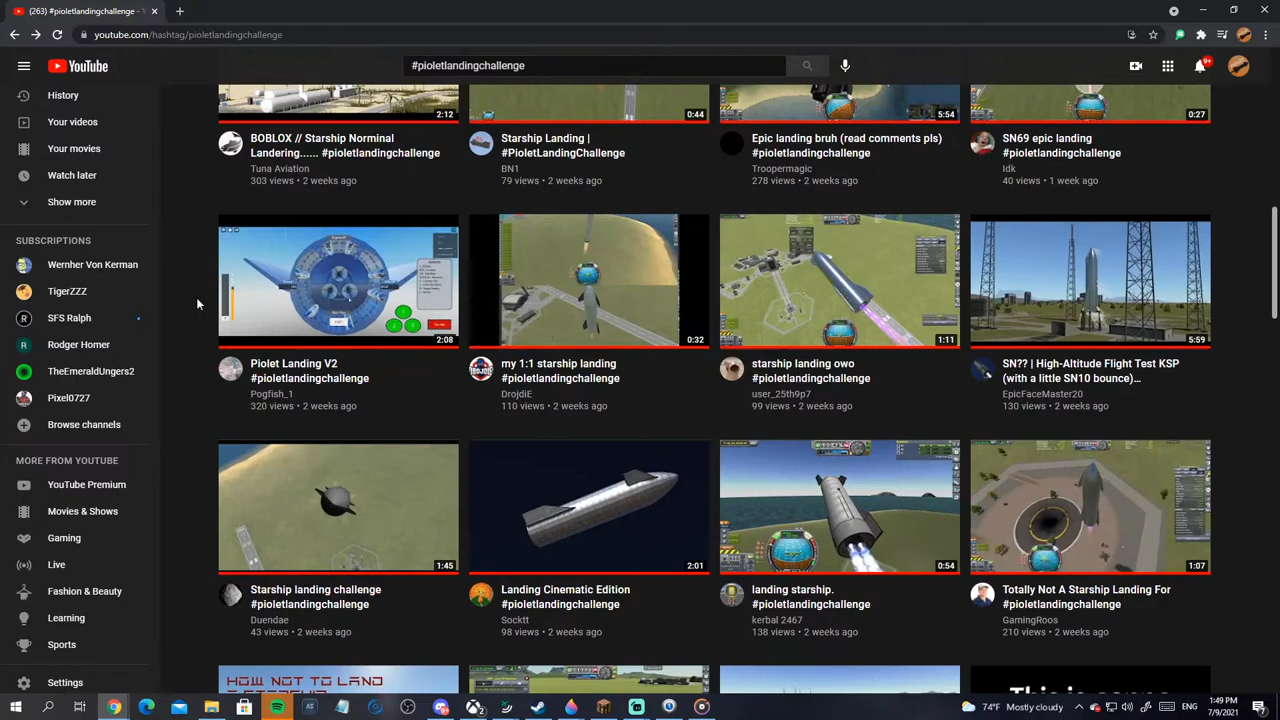 (263) #pioletlandingchallenge - Y
youtube.com/hashtag/pioletlandingchallenge
YouTube
#pioletlandingchallenge
9+
History
Your videos
Your movies
Watch later
Show more
SUBSCRIPTIONS
Wernher Von Kerman
TigerZZZ
SFS Ralph
Rodger Homer
TheEmeraldUngers2
Pixel0727
Browse channels
MORE FROM YOUTUBE
YouTube Premium
Movies & Shows
Gaming
Live
Fashion & Beauty
Learning
Sports
Settings
2:12
BOBLOX // Starship Norminal
Landering...... #pioletlandingchallenge
Tuna Aviation
303 views • 2 weeks ago
0:44
Starship Landing |
#PioletLandingChallenge
BN1
79 views • 2 weeks ago
5:54
Epic landing bruh (read comments pls)
#pioletlandingchallenge
Troopermagic
278 views • 2 weeks ago
0:27
SN69 epic landing
#pioletlandingchallenge
Idk
40 views • 1 week ago
2:08
Piolet Landing V2
#pioletlandingchallenge
Pogfish_1
320 views • 2 weeks ago
0:32
my 1:1 starship landing
#pioletlandingchallenge
DrojdiE
110 views • 2 weeks ago
1:11
starship landing owo
#pioletlandingchallenge
user_25th9p7
99 views • 2 weeks ago
5:59
SN?? | High-Altitude Flight Test KSP
(with a little SN10 bounce)...
EpicFaceMaster20
130 views • 2 weeks ago
1:45
Starship landing challenge
#pioletlandingchallenge
Duendae
43 views • 2 weeks ago
2:01
Landing Cinematic Edition
#pioletlandingchallenge
Socktt
98 views • 2 weeks ago
0:54
landing starship.
#pioletlandingchallenge
kerbal 2467
138 views • 2 weeks ago
1:07
Totally Not A Starship Landing For
#pioletlandingchallenge
GamingRoos
210 views • 2 weeks ago
HOW NOT TO LAND
74°F Mostly cloudy
ENG
1:49 PM
7/9/2021